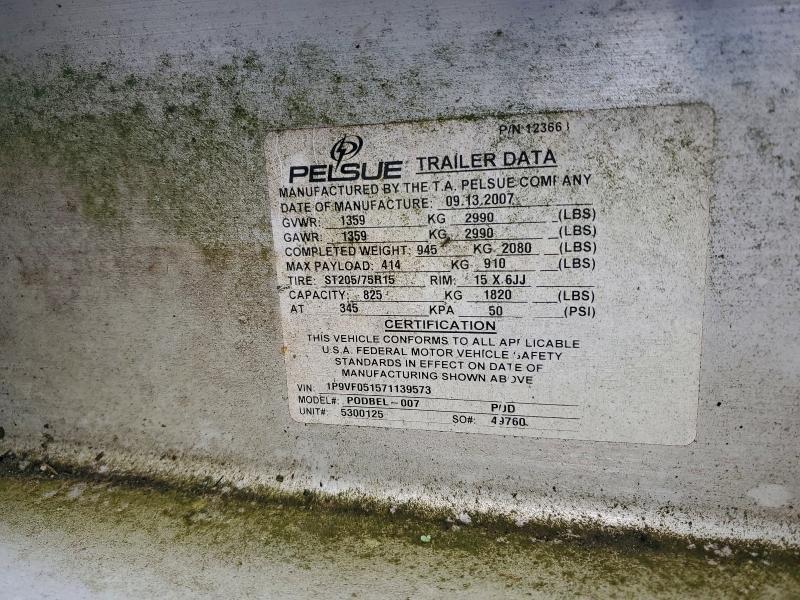 P/N 12366
PELSUE TRAILER DATA
MANUFACTURED BY THE T.A. PELSUE COMPANY
DATE OF MANUFACTURE: 09.13.2007
GVWR: 1359 KG 2990 (LBS)
GAWR: 1359 KG 2990 (LBS)
COMPLETED WEIGHT: 945 KG 2080 (LBS)
MAX PAYLOAD: 414 KG 910 (LBS)
TIRE: ST205/75R15 RIM: 15 X 6JJ
CAPACITY: 825 KG 1820 (LBS)
AT 345 KPA 50 (PSI)
CERTIFICATION
THIS VEHICLE CONFORMS TO ALL APPLICABLE
U.S.A. FEDERAL MOTOR VEHICLE SAFETY
STANDARDS IN EFFECT ON DATE OF
MANUFACTURING SHOWN ABOVE
VIN: 1P9VF051571139573
MODEL#: PODBEL-007 POD
UNIT# 5300125 SO#: 49760